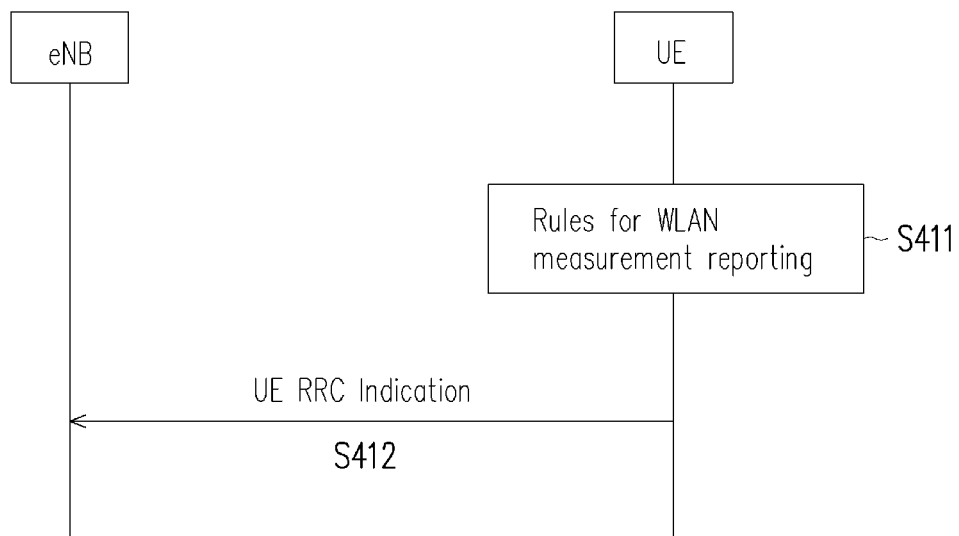 eNB
UE
Rules for WLAN
measurement reporting
S411
UE RRC Indication
S412